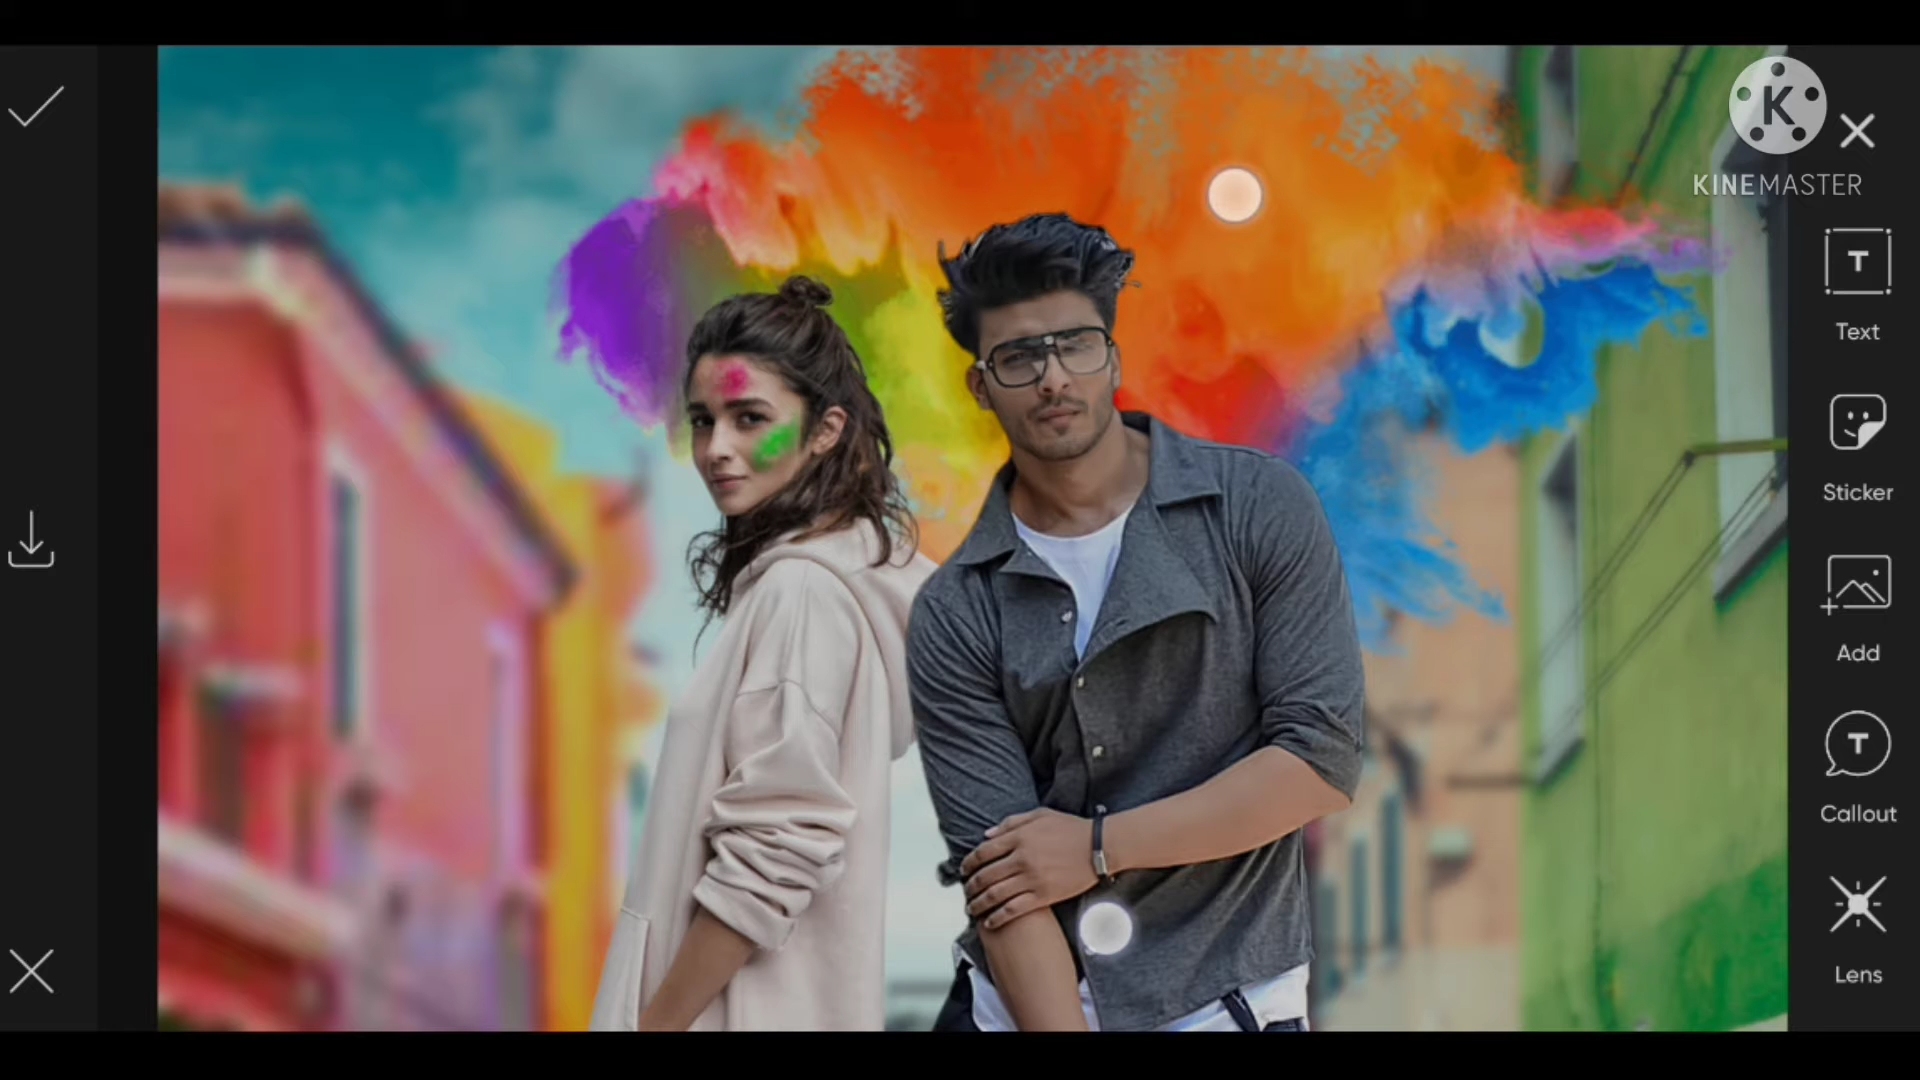 K
KINEMASTER
T
Text
Sticker
Add
T
Callout
Lens